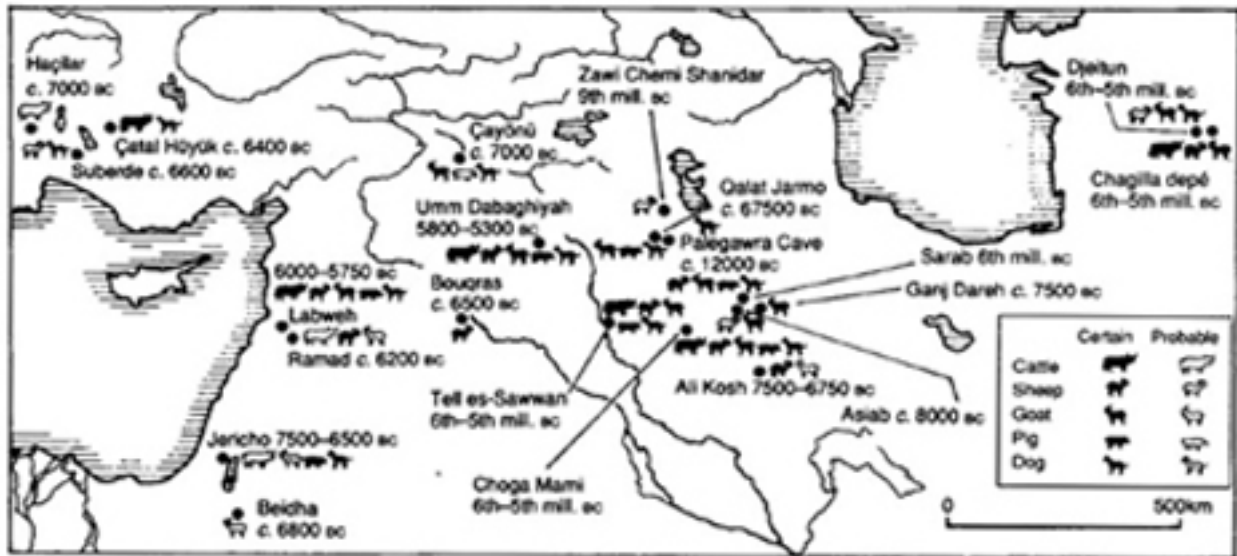 Haçilar
c. 7000 BC
Çatal Hüyük c. 6400 BC
Suberde c. 6600 BC
Çayönü
c. 7000 BC
Zawi Chemi Shanidar
9th mill. BC
Djeitun
6th–5th mill. BC
Chagilla depé
6th–5th mill. BC
Umm Dabaghiyah
5800–5300 BC
Qalat Jarmo
c. 67500 BC
Palegawra Cave
c. 12000 BC
Sarab 6th mill. BC
Ganj Dareh c. 7500 BC
6000–5750 BC
Labweh
Ramad c. 6200 BC
Bouqras
c. 6500 BC
Ali Kosh 7500–6750 BC
Tell es-Sawwan
6th–5th mill. BC
Asiab c. 8000 BC
Jericho 7500–6500 BC
Choga Mami
6th–5th mill. BC
Beidha
c. 6800 BC
Certain Probable
Cattle
Sheep
Goat
Pig
Dog
0 500km